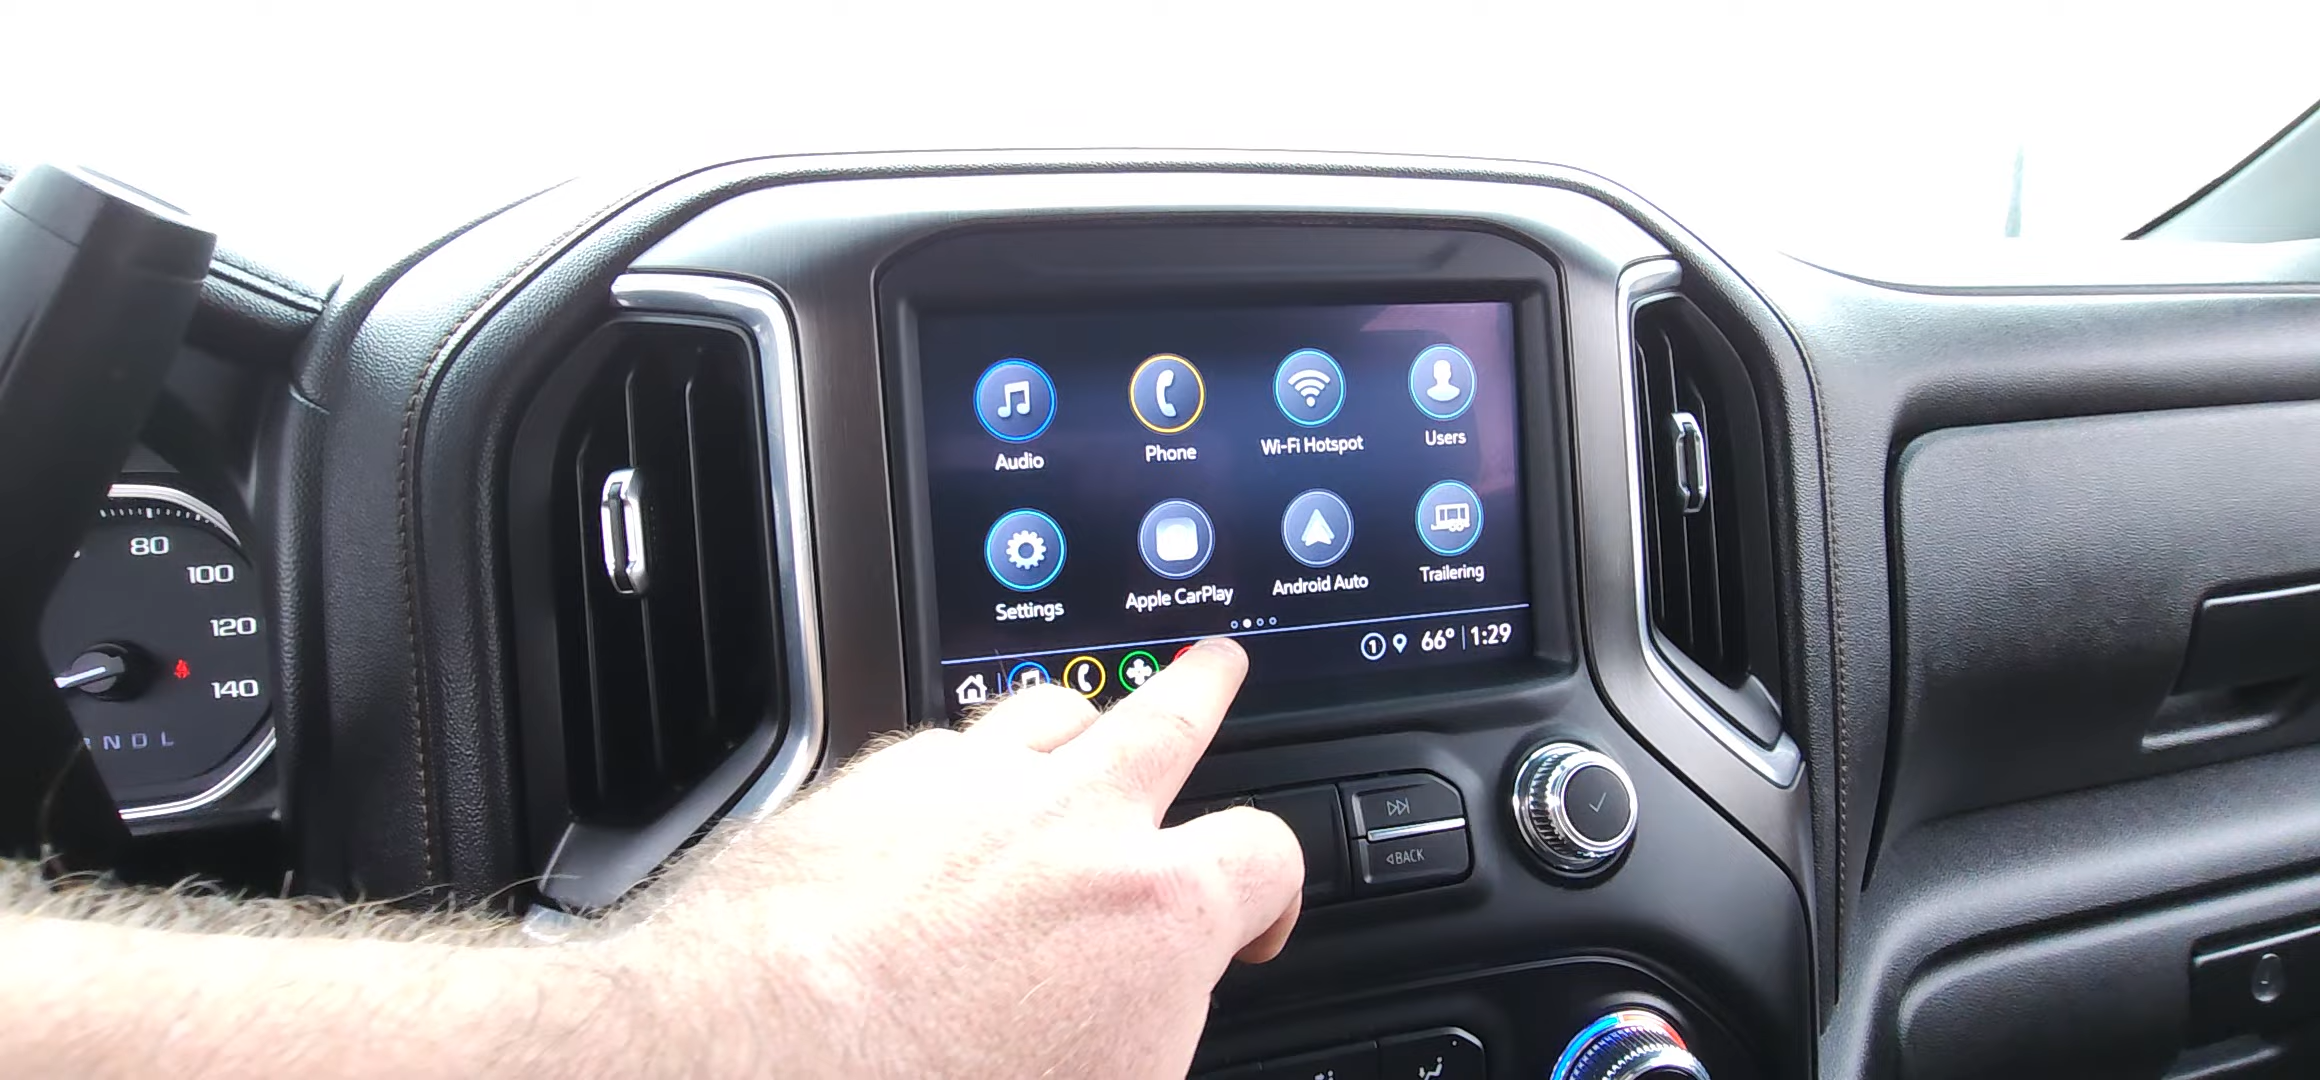 Audio
Phone
Wi-Fi Hotspot
Users
Settings
Apple CarPlay
Android Auto
Trailering
1
66° 1:29
80
100
120
140
N D L
BACK